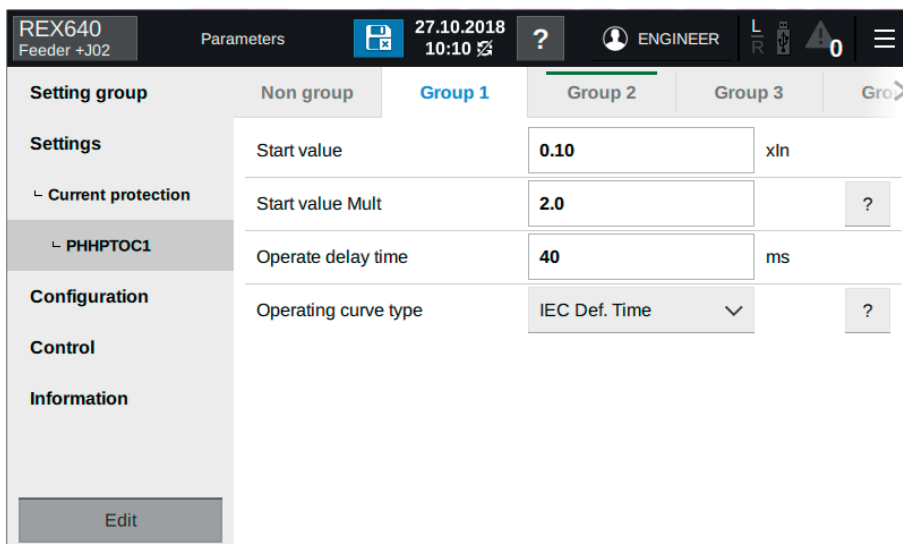 REX640
Feeder +J02
Parameters
27.10.2018
10:10
?
ENGINEER
L
R
0
Setting group
Settings
Current protection
PHHPTOC1
Configuration
Control
Information
Edit
Non group
Group 1
Group 2
Group 3
Gro
Start value
0.10
xIn
Start value Mult
2.0
?
Operate delay time
40
ms
Operating curve type
IEC Def. Time
?